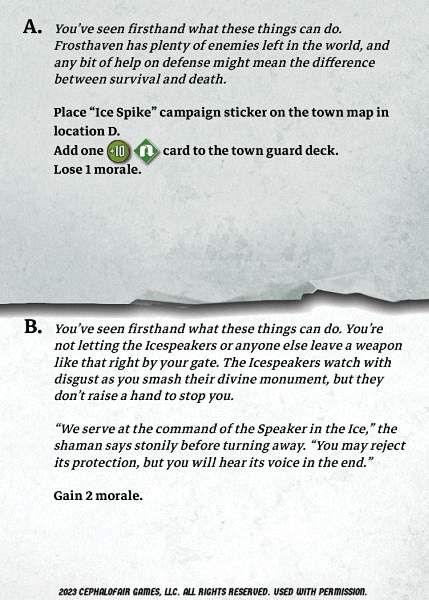 A. You’ve seen firsthand what these things can do.
Frosthaven has plenty of enemies left in the world, and
any bit of help on defense might mean the difference
between survival and death.
Place “Ice Spike” campaign sticker on the town map in
location D.
Add one +10 card to the town guard deck.
Lose 1 morale.
B. You’ve seen firsthand what these things can do. You’re
not letting the Icespeakers or anyone else leave a weapon
like that right by your gate. The Icespeakers watch with
disgust as you smash their divine monument, but they
don’t raise a hand to stop you.
“We serve at the command of the Speaker in the Ice,” the
shaman says stonily before turning away. “You may reject
its protection, but you will hear its voice in the end.”
Gain 2 morale.
2023 CEPHALOFAIR GAMES, LLC. ALL RIGHTS RESERVED. USED WITH PERMISSION.